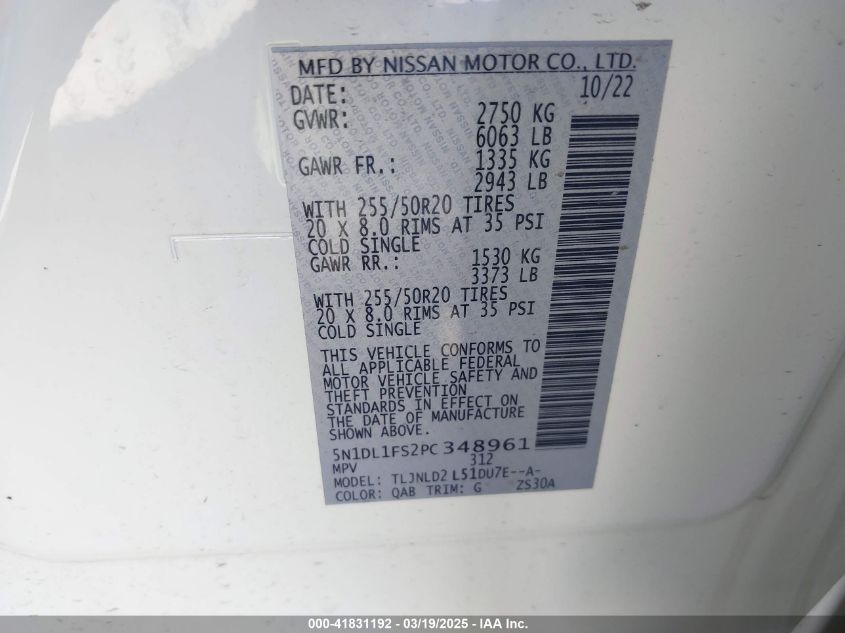 MFD BY NISSAN MOTOR CO., LTD.
DATE: 10/22
GVWR: 2750 KG
6063 LB
GAWR FR.: 1335 KG
2943 LB
WITH 255/50R20 TIRES
20 X 8.0 RIMS AT 35 PSI
COLD SINGLE
GAWR RR.: 1530 KG
3373 LB
WITH 255/50R20 TIRES
20 X 8.0 RIMS AT 35 PSI
COLD SINGLE
THIS VEHICLE CONFORMS TO
ALL APPLICABLE FEDERAL
MOTOR VEHICLE SAFETY AND
THEFT PREVENTION
STANDARDS IN EFFECT ON
THE DATE OF MANUFACTURE
SHOWN ABOVE.
5N1DL1FS2PC348961
MPV 312
MODEL: TLJNLD2 L51DU7E--A-
COLOR: QAB TRIM: G ZS30A
000-41831192 - 03/19/2025 - IAAI.com